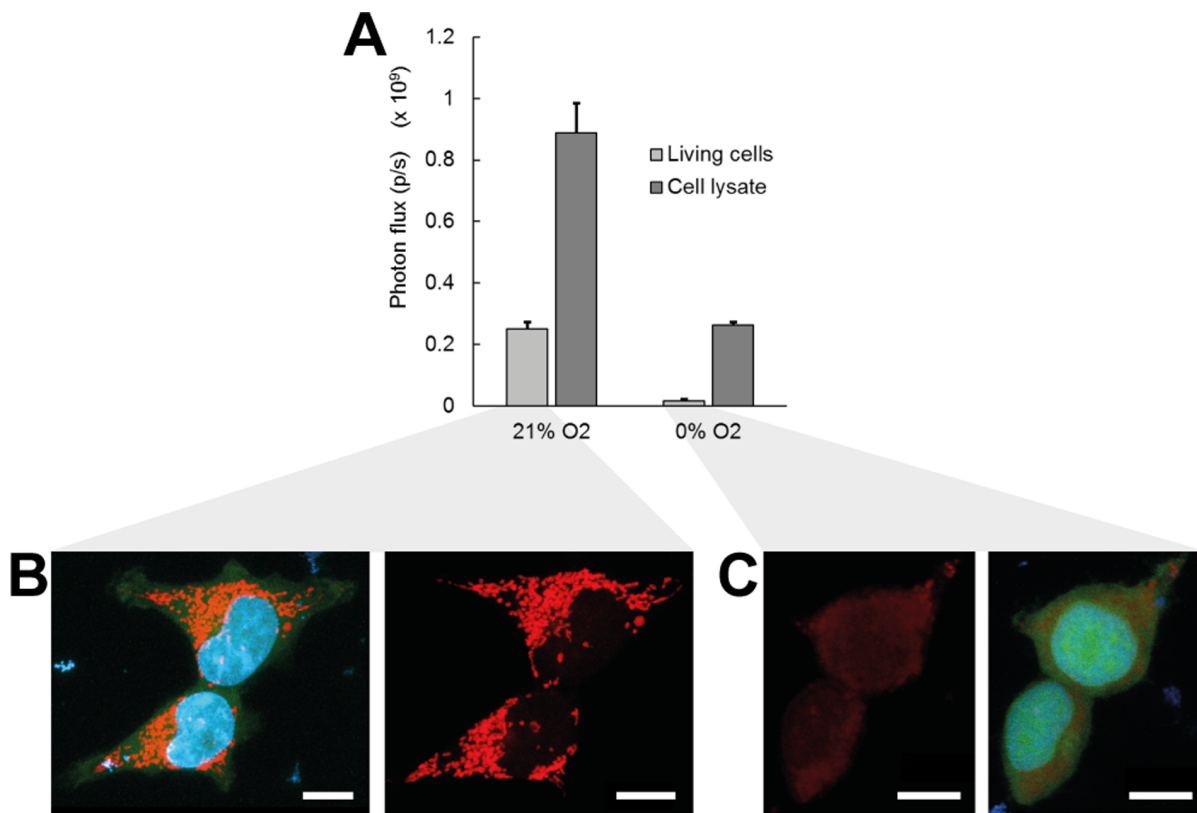 A
1.2
1
0.8
0.6
0.4
0.2
0
Photon flux (p/s) (x 10⁹)
Living cells
Cell lysate
21% O2
0% O2
B
C